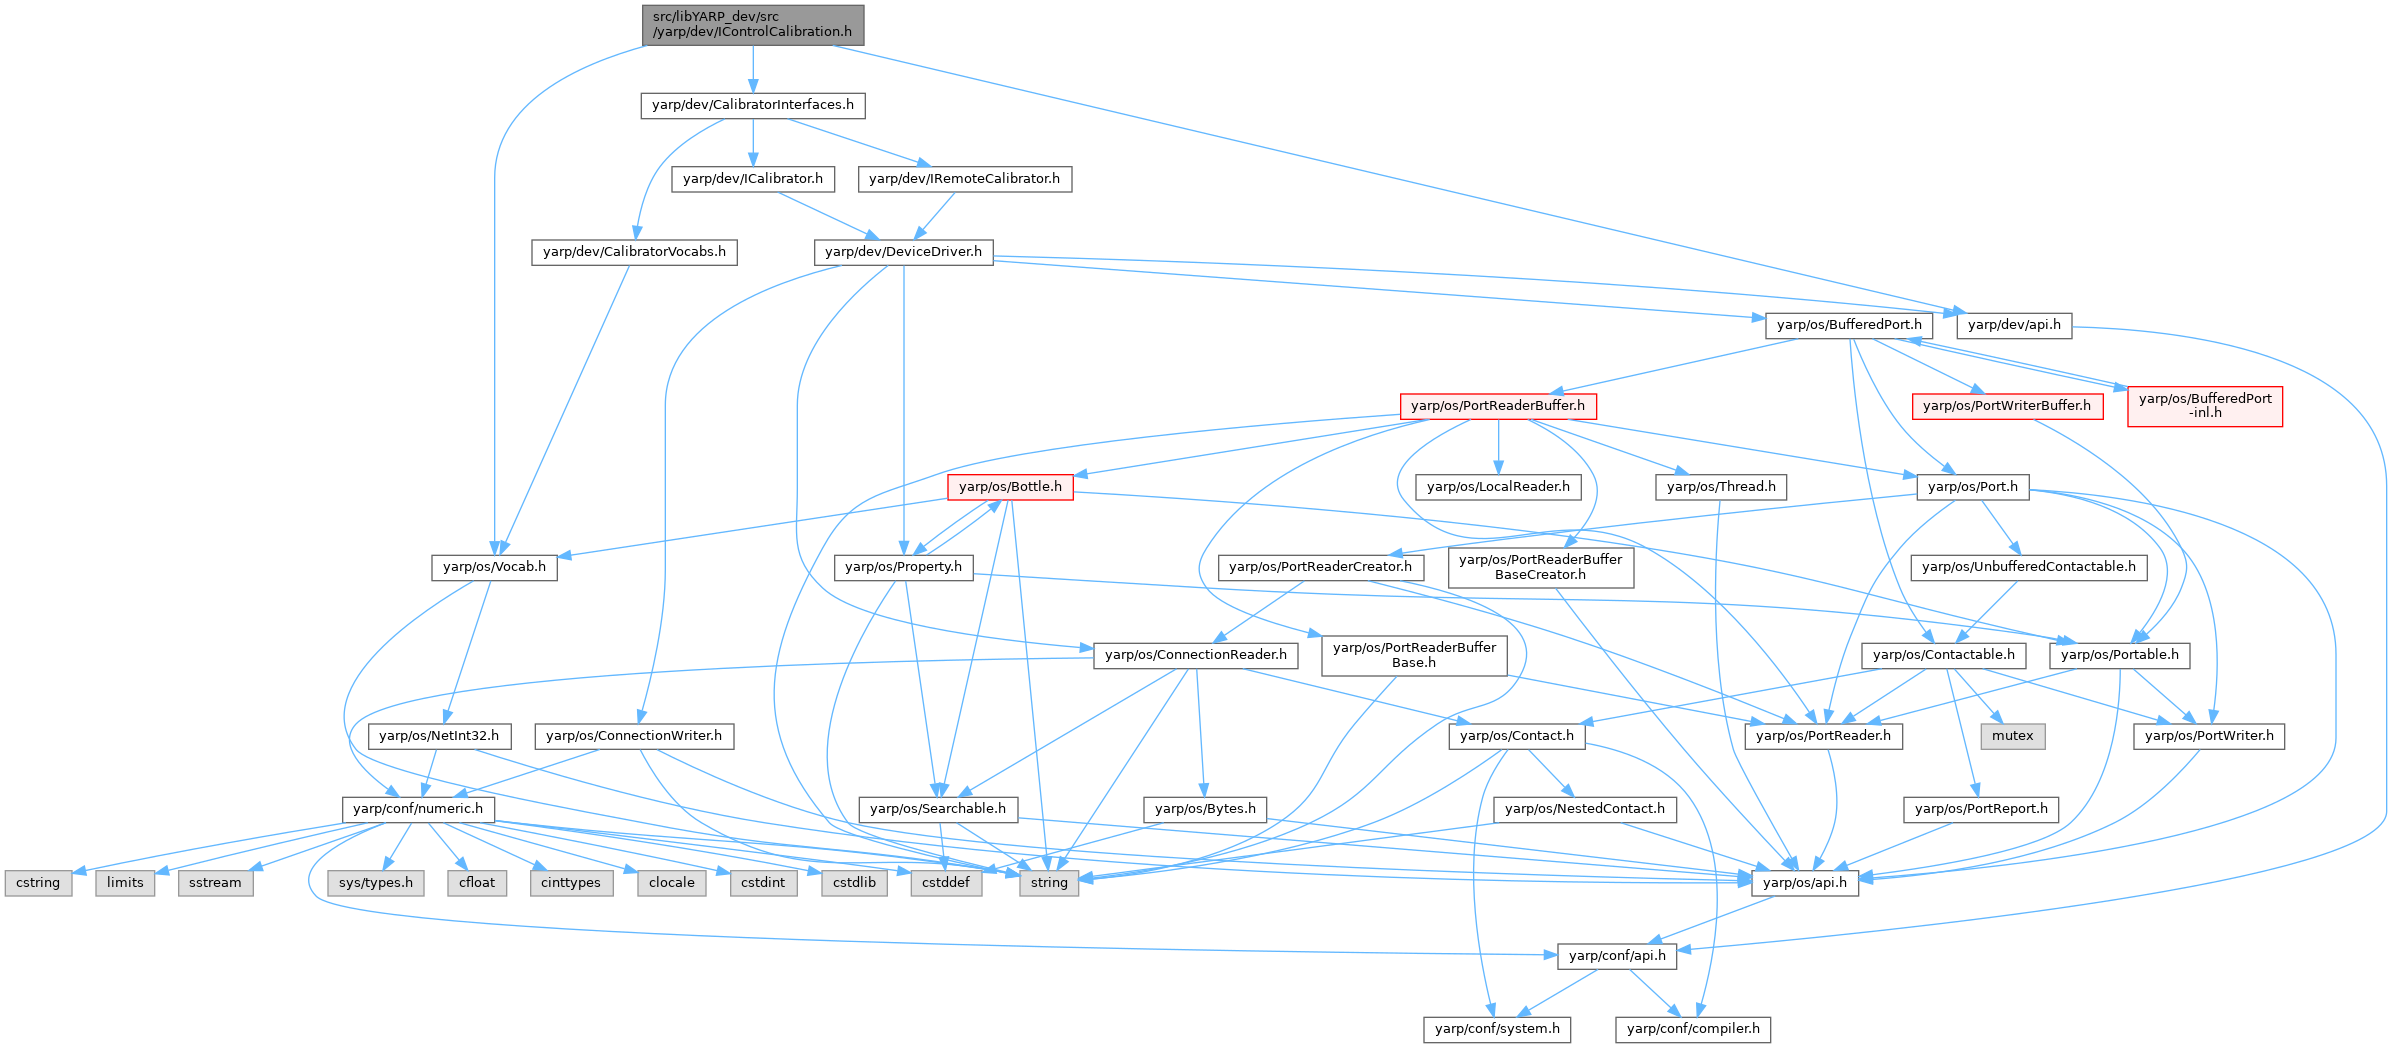 src/libYARP_dev/src
/yarp/dev/IControlCalibration.h
yarp/dev/CalibratorInterfaces.h
yarp/dev/ICalibrator.h
yarp/dev/IRemoteCalibrator.h
yarp/dev/CalibratorVocabs.h
yarp/dev/DeviceDriver.h
yarp/os/BufferedPort.h
yarp/dev/api.h
yarp/os/PortReaderBuffer.h
yarp/os/PortWriterBuffer.h
yarp/os/BufferedPort
-inl.h
yarp/os/Bottle.h
yarp/os/LocalReader.h
yarp/os/Thread.h
yarp/os/Port.h
yarp/os/Vocab.h
yarp/os/Property.h
yarp/os/PortReaderCreator.h
yarp/os/PortReaderBuffer
BaseCreator.h
yarp/os/UnbufferedContactable.h
yarp/os/ConnectionReader.h
yarp/os/PortReaderBuffer
Base.h
yarp/os/Contactable.h
yarp/os/Portable.h
yarp/os/NetInt32.h
yarp/os/ConnectionWriter.h
yarp/os/Contact.h
yarp/os/PortReader.h
mutex
yarp/os/PortWriter.h
yarp/conf/numeric.h
yarp/os/Searchable.h
yarp/os/Bytes.h
yarp/os/NestedContact.h
yarp/os/PortReport.h
cstring
limits
sstream
sys/types.h
cfloat
cinttypes
clocale
cstdint
cstdlib
cstddef
string
yarp/os/api.h
yarp/conf/api.h
yarp/conf/system.h
yarp/conf/compiler.h